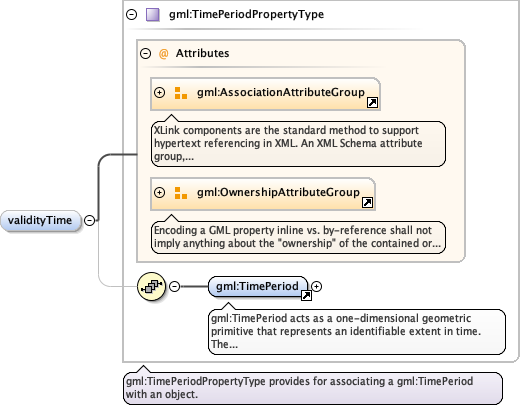 gml:TimePeriodPropertyType
@ Attributes
gml:AssociationAttributeGroup
XLink components are the standard method to support
hypertext referencing in XML. An XML Schema attribute
group,...
gml:OwnershipAttributeGroup
Encoding a GML property inline vs. by-reference shall not
imply anything about the "ownership" of the contained or...
validityTime
gml:TimePeriod
gml:TimePeriod acts as a one-dimensional geometric
primitive that represents an identifiable extent in time.
The...
gml:TimePeriodPropertyType provides for associating a gml:TimePeriod
with an object.